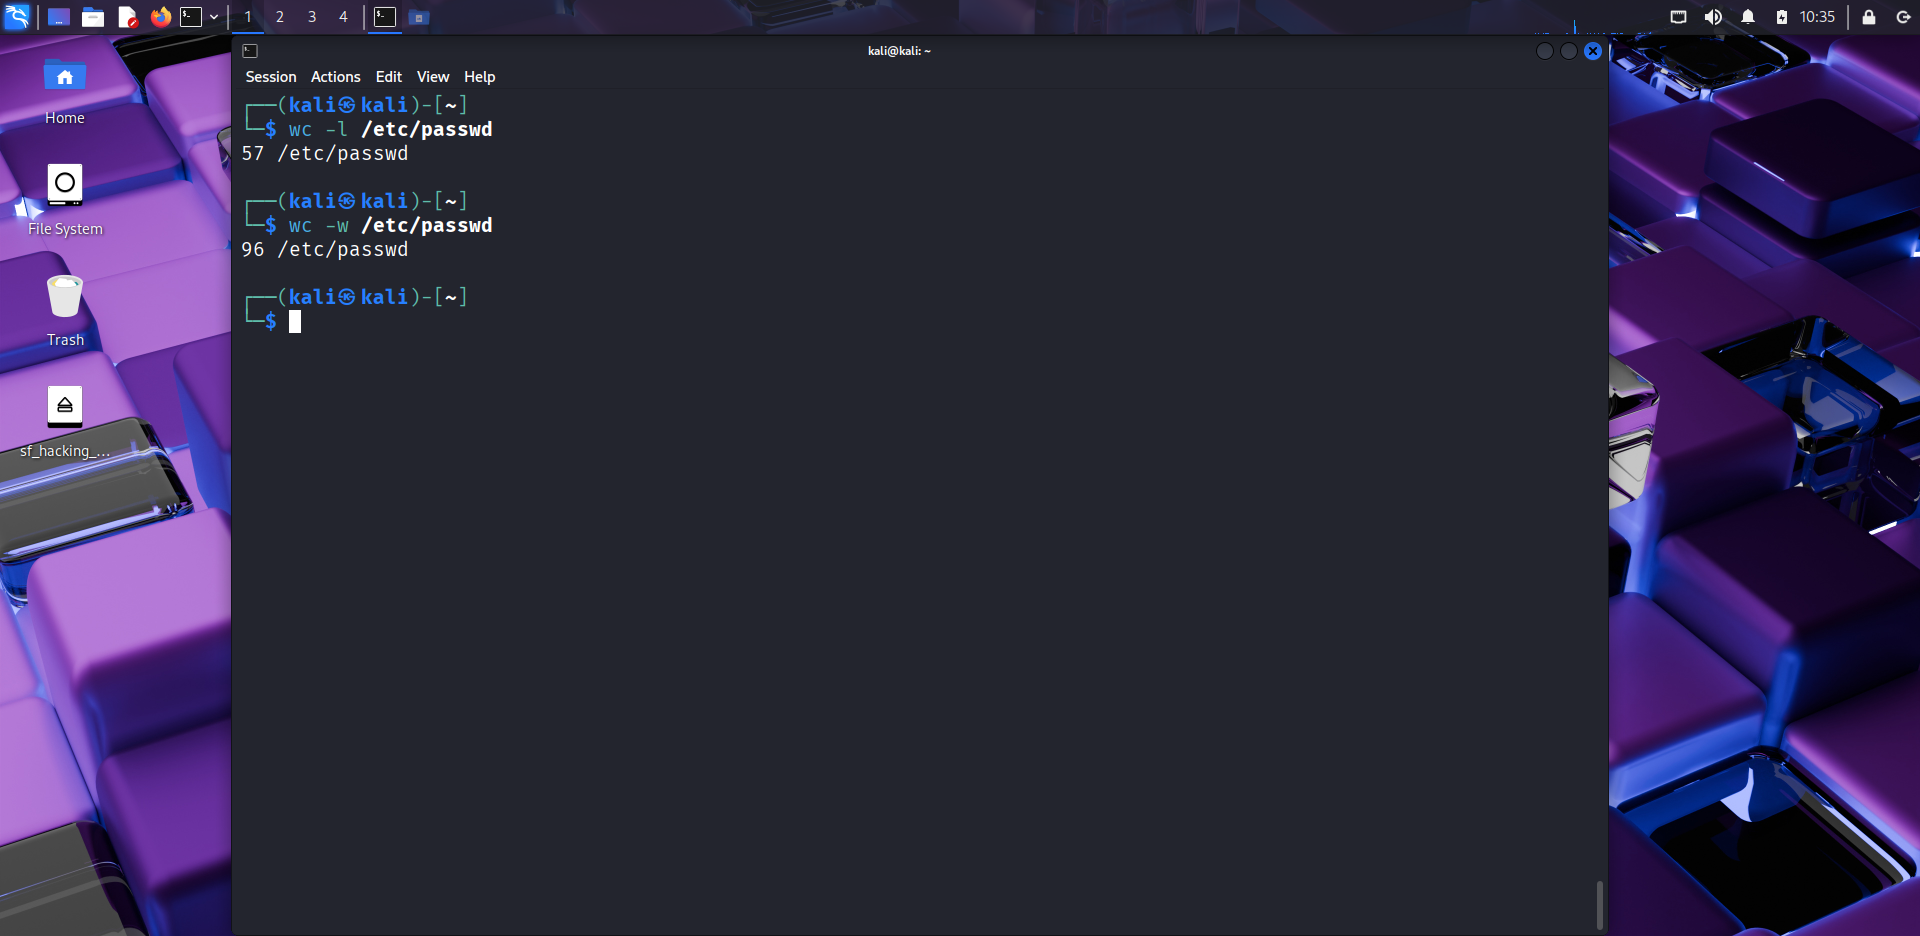 1 2 3 4 10:35
kali@kali: ~
Session Actions Edit View Help
Home
File System
Trash
sf_hacking_...
┌──(kali㉿kali)-[~]
└─$ wc -l /etc/passwd
57 /etc/passwd
┌──(kali㉿kali)-[~]
└─$ wc -w /etc/passwd
96 /etc/passwd
┌──(kali㉿kali)-[~]
└─$